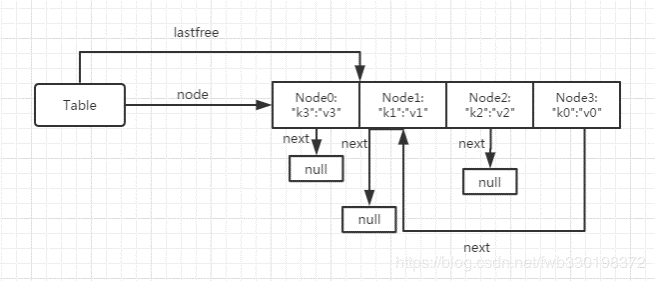 lastfree
Table
node
Node0:
"k3":"v3"
Node1:
"k1":"v1"
Node2:
"k2":"v2"
Node3:
"k0":"v0"
next
next
next
null
null
null
next
https://blog.csdn.net/fwb330198372